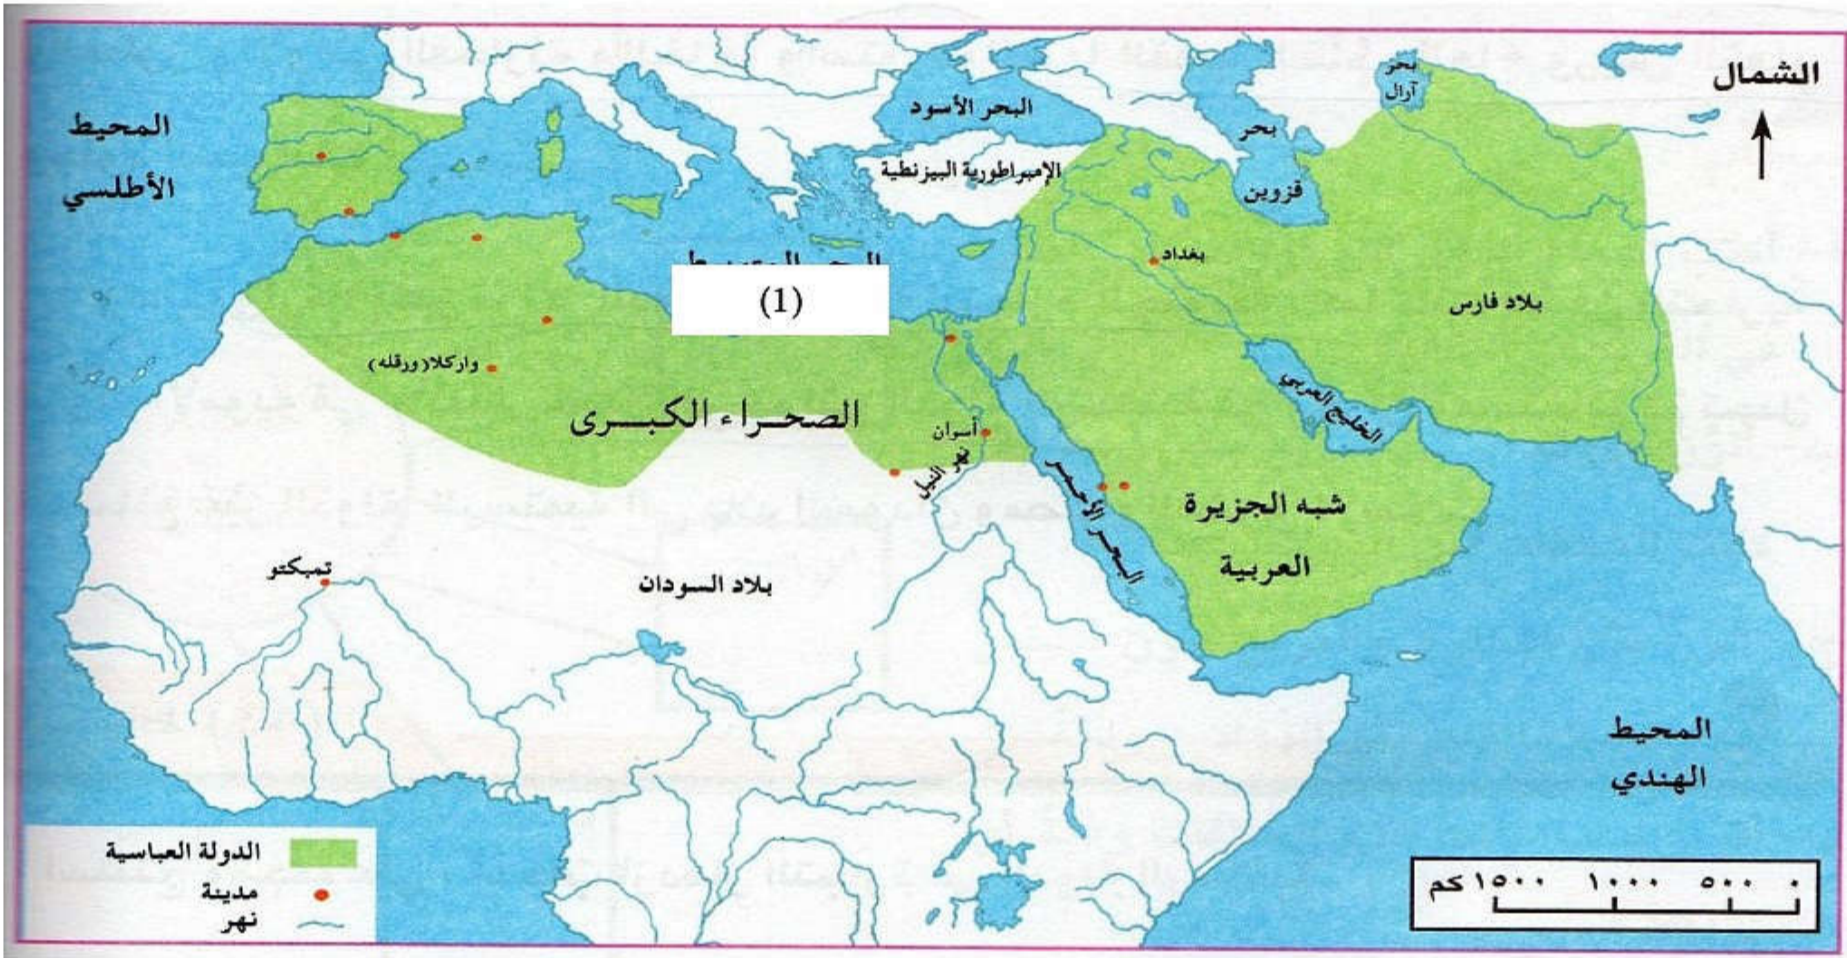 الشمال
المحيط
الأطلسي
البحر الأسود
بحر
آرال
بحر
قزوين
الإمبراطورية البيزنطية
(1)
بغداد
بلاد فارس
واركلا (ورقله)
الصحراء الكبرى
أسوان
نهر النيل
البحر الأحمر
الخليج العربي
شبه الجزيرة
العربية
تمبكتو
بلاد السودان
المحيط
الهندي
الدولة العباسية
مدينة
نهر
٠ ٥٠٠ ١٠٠٠ ١٥٠٠ كم